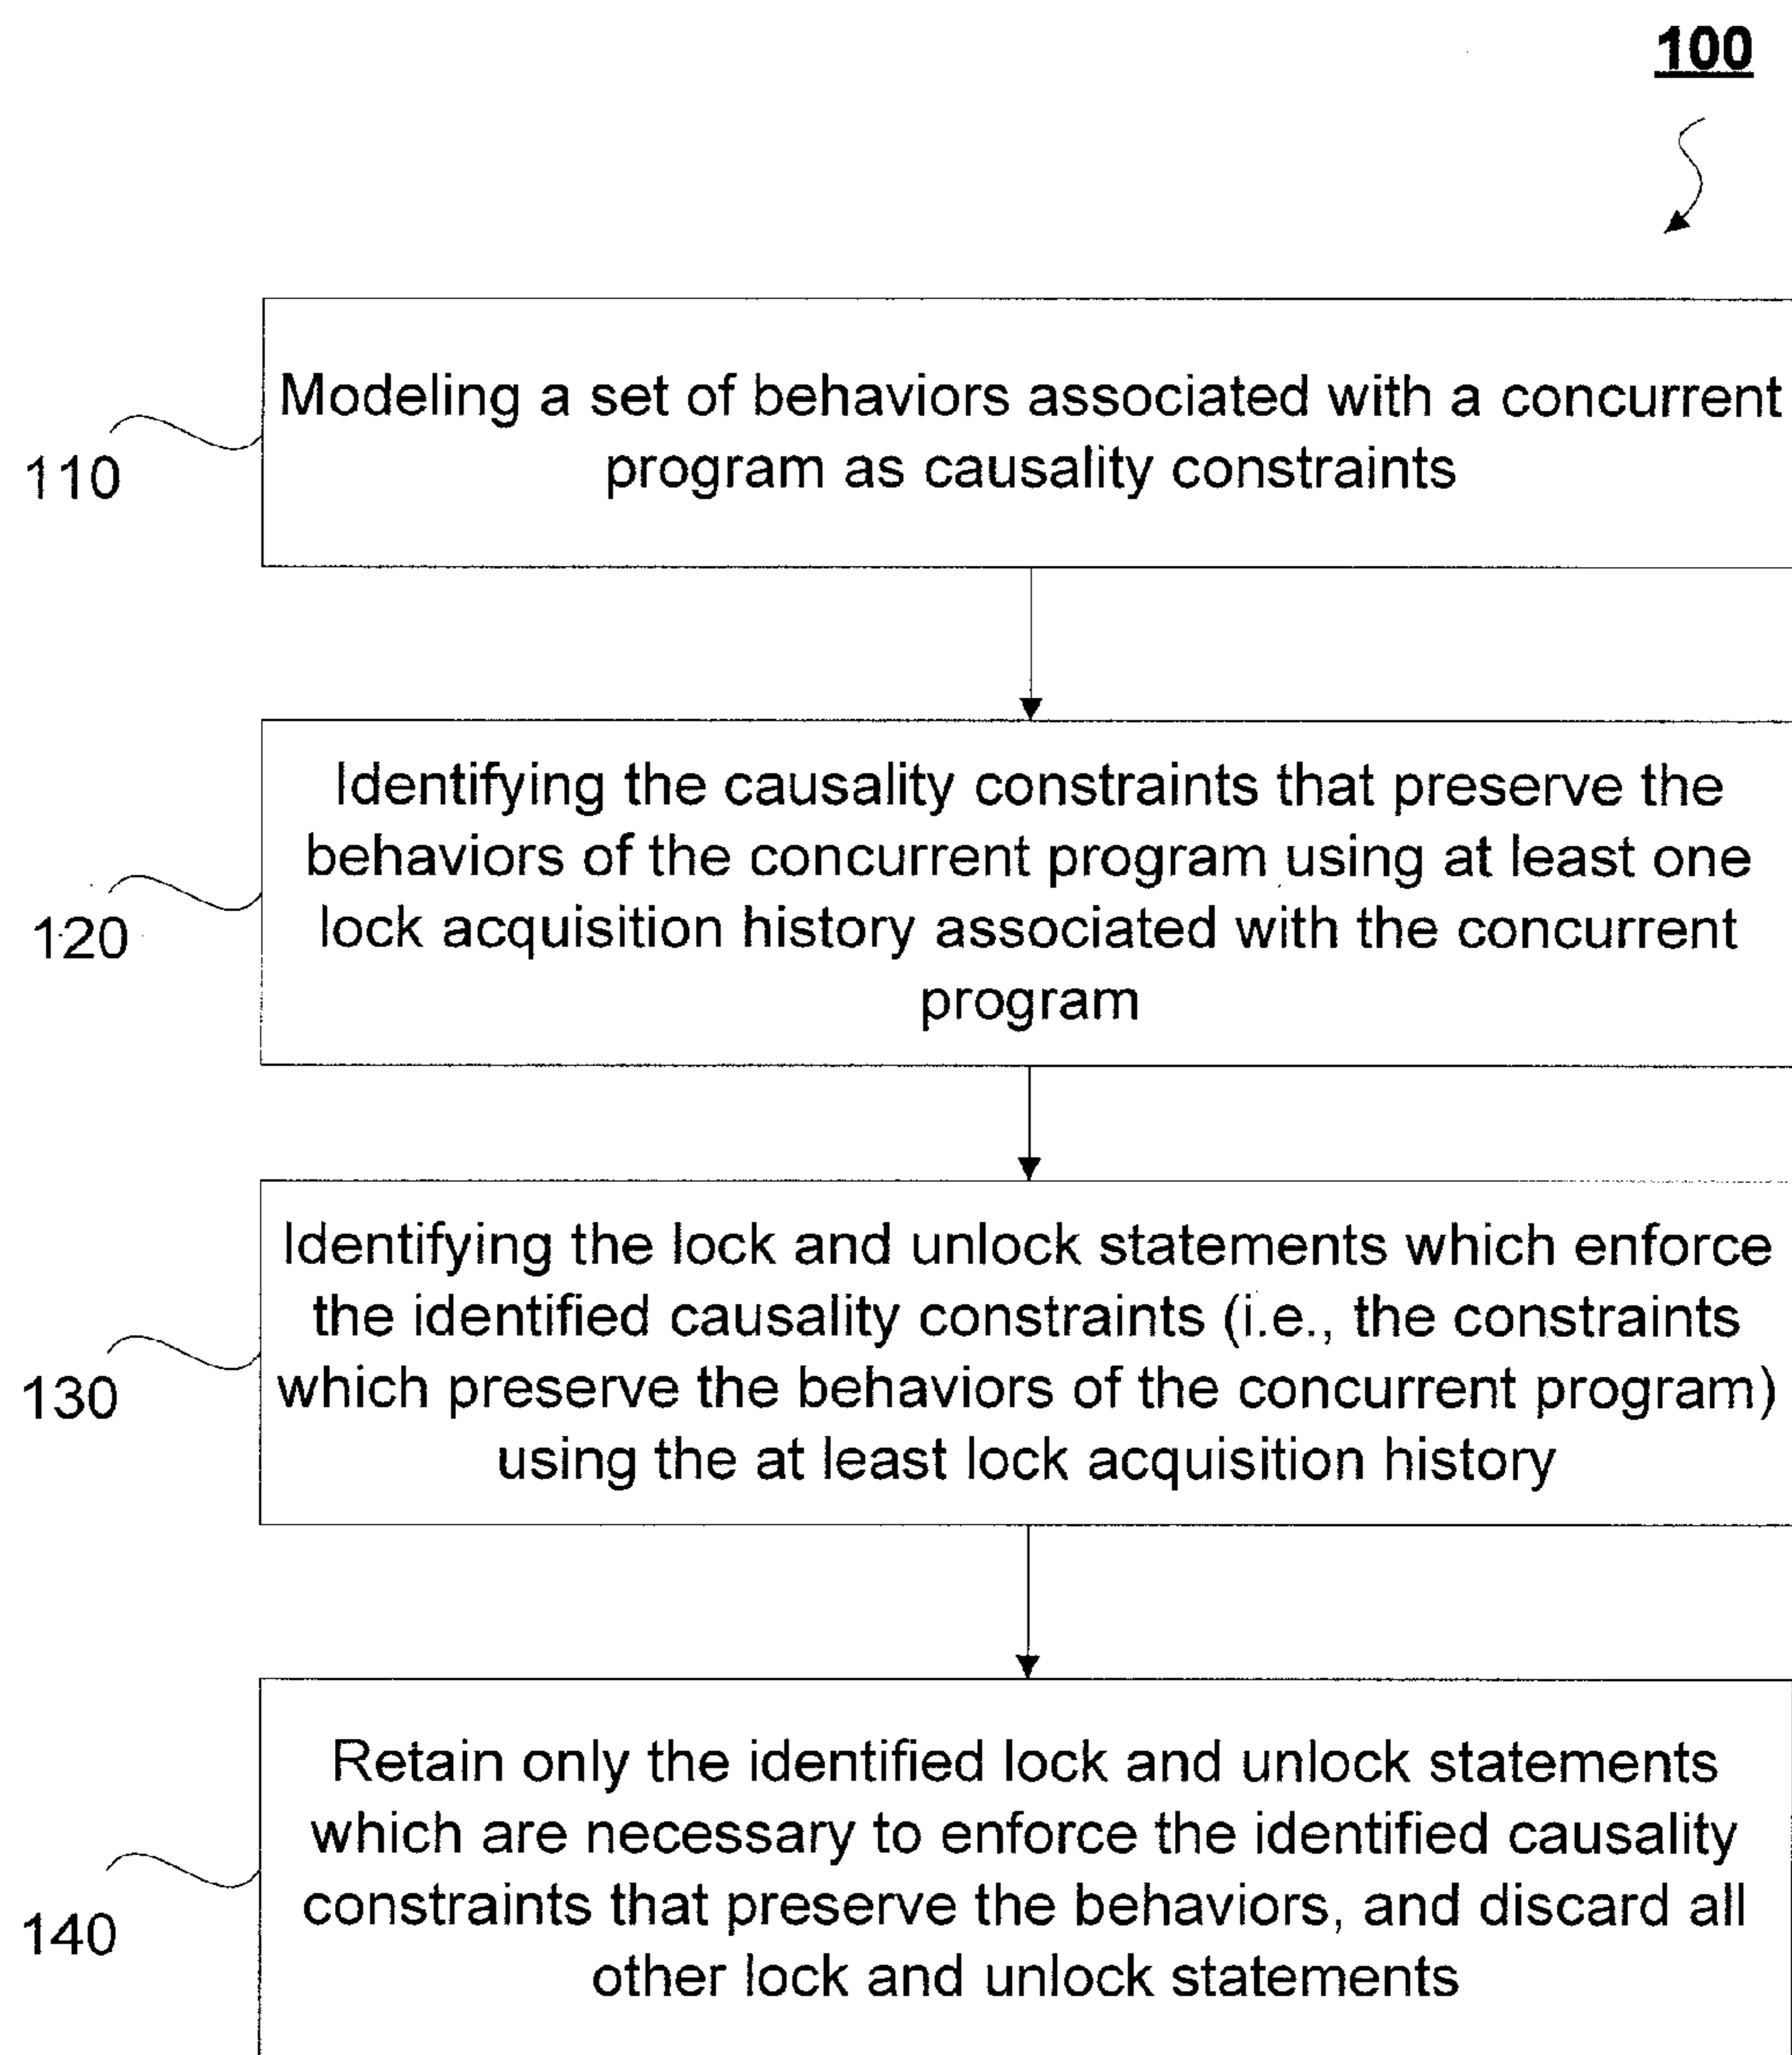 100
Modeling a set of behaviors associated with a concurrent
program as causality constraints
110
Identifying the causality constraints that preserve the
behaviors of the concurrent program using at least one
lock acquisition history associated with the concurrent
program
120
Identifying the lock and unlock statements which enforce
the identified causality constraints (i.e., the constraints
which preserve the behaviors of the concurrent program)
using the at least lock acquisition history
130
Retain only the identified lock and unlock statements
which are necessary to enforce the identified causality
constraints that preserve the behaviors, and discard all
other lock and unlock statements
140